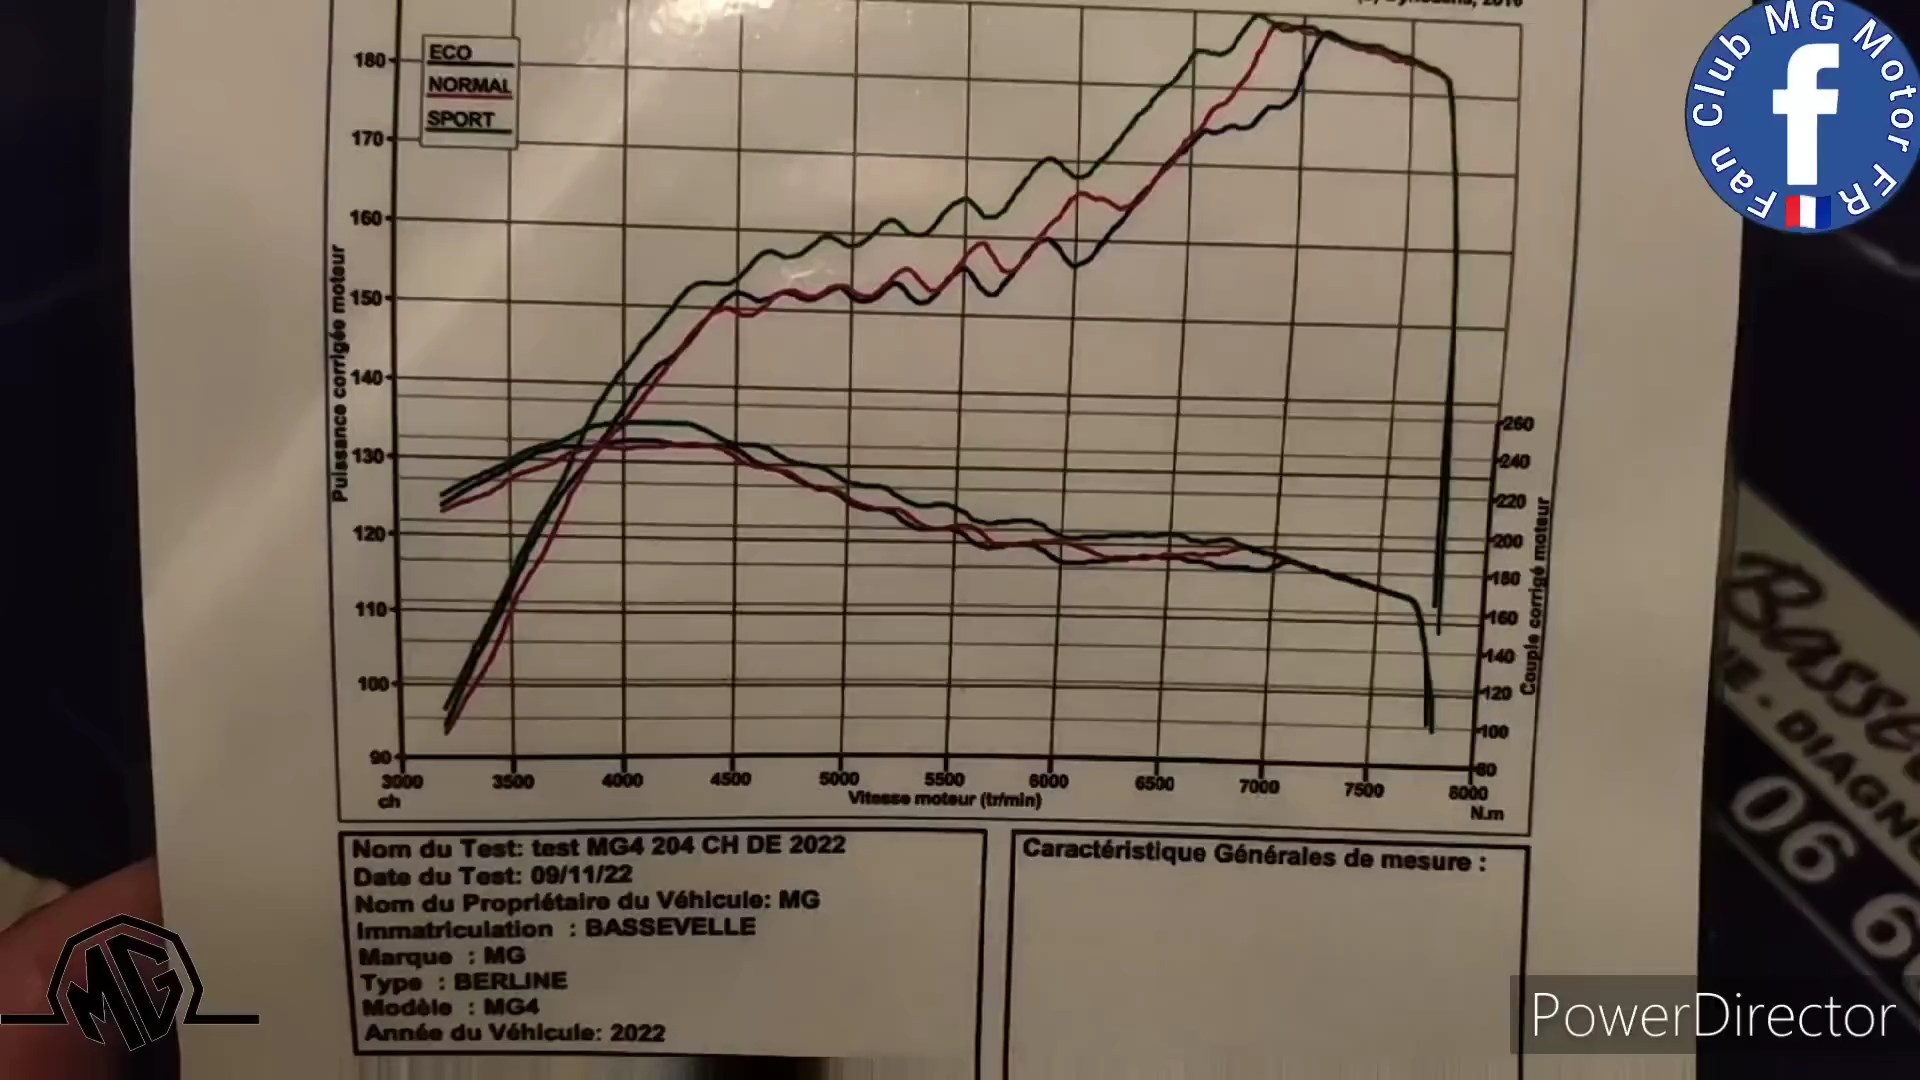 Club MG Motor FR Fan
f
ECO
NORMAL
SPORT
180
170
160
150
140
130
120
110
100
90
Puissance corrigée moteur
260
240
220
200
180
160
140
120
100
80
Couple corrigé moteur
3000 3500 4000 4500 5000 5500 6000 6500 7000 7500 8000
ch Vitesse moteur (tr/min) N.m
Nom du Test: test MG4 204 CH DE 2022
Date du Test: 09/11/22
Nom du Propriétaire du Véhicule: MG
Immatriculation : BASSEVELLE
Marque : MG
Type : BERLINE
Modèle : MG4
Année du Véhicule: 2022
Caractéristique Générales de mesure :
MG
PowerDirector